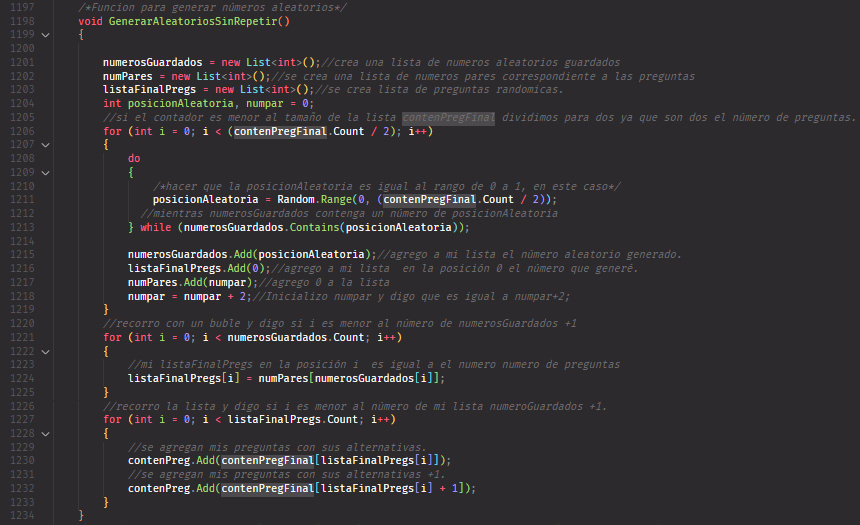 1197 /*Funcion para generar números aleatorios*/
1198 void GenerarAleatoriosSinRepetir()
1199 {
1200
1201 numerosGuardados = new List<int>();//crea una lista de numeros aleatorios guardados
1202 numPares = new List<int>();//se crea una lista de numeros pares correspondiente a las preguntas
1203 listaFinalPregs = new List<int>();//se crea lista de preguntas randomicas.
1204 int posicionAleatoria, numpar = 0;
1205 //si el contador es menor al tamaño de la lista contenPregFinal dividimos para dos ya que son dos el número de preguntas.
1206 for (int i = 0; i < (contenPregFinal.Count / 2); i++)
1207 {
1208 do
1209 {
1210 /*hacer que la posicionAleatoria es igual al rango de 0 a 1, en este caso*/
1211 posicionAleatoria = Random.Range(0, (contenPregFinal.Count / 2));
1212 //mientras numerosGuardados contenga un número de posicionAleatoria
1213 } while (numerosGuardados.Contains(posicionAleatoria));
1214
1215 numerosGuardados.Add(posicionAleatoria);//agrego a mi lista el número aleatorio generado.
1216 listaFinalPregs.Add(0);//agrego a mi lista  en la posición 0 el número que generé.
1217 numPares.Add(numpar);//agrego 0 a la lista
1218 numpar = numpar + 2;//Inicializo numpar y digo que es igual a numpar+2;
1219 }
1220 //recorro con un buble y digo si i es menor al número de numerosGuardados +1
1221 for (int i = 0; i < numerosGuardados.Count; i++)
1222 {
1223 //mi listaFinalPregs en la posición i  es igual a el numero numero de preguntas
1224 listaFinalPregs[i] = numPares[numerosGuardados[i]];
1225 }
1226 //recorro la lista y digo si i es menor al número de mi lista numeroGuardados +1.
1227 for (int i = 0; i < listaFinalPregs.Count; i++)
1228 {
1229 //se agregan mis preguntas con sus alternativas.
1230 contenPreg.Add(contenPregFinal[listaFinalPregs[i]]);
1231 //se agregan mis preguntas con sus alternativas +1.
1232 contenPreg.Add(contenPregFinal[listaFinalPregs[i] + 1]);
1233 }
1234 }